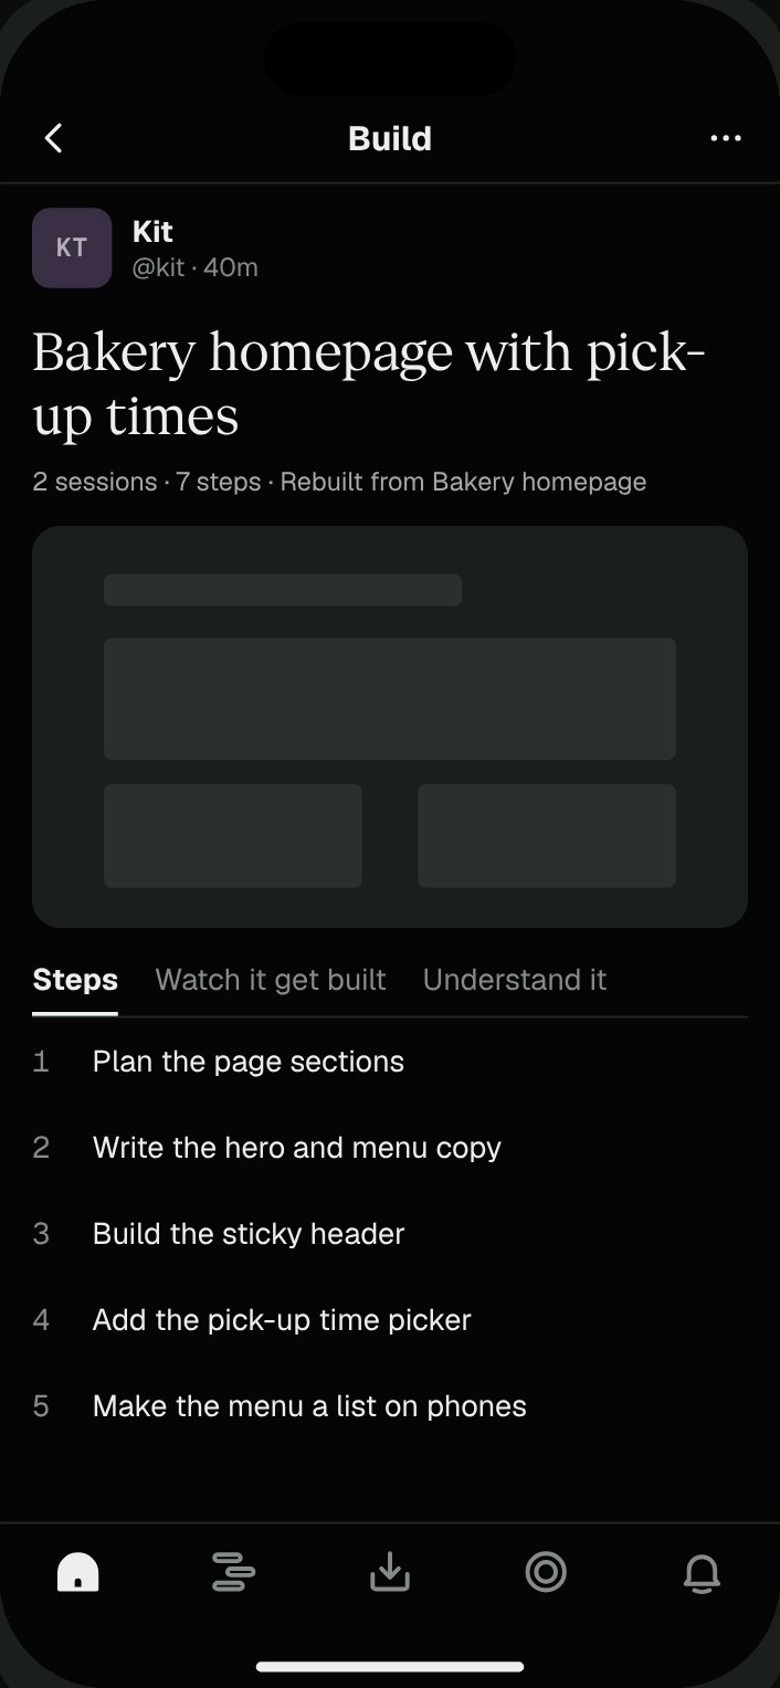 Build
KT
Kit
@kit · 40m
Bakery homepage with pick-
up times
2 sessions · 7 steps · Rebuilt from Bakery homepage
Steps Watch it get built Understand it
1 Plan the page sections
2 Write the hero and menu copy
3 Build the sticky header
4 Add the pick-up time picker
5 Make the menu a list on phones